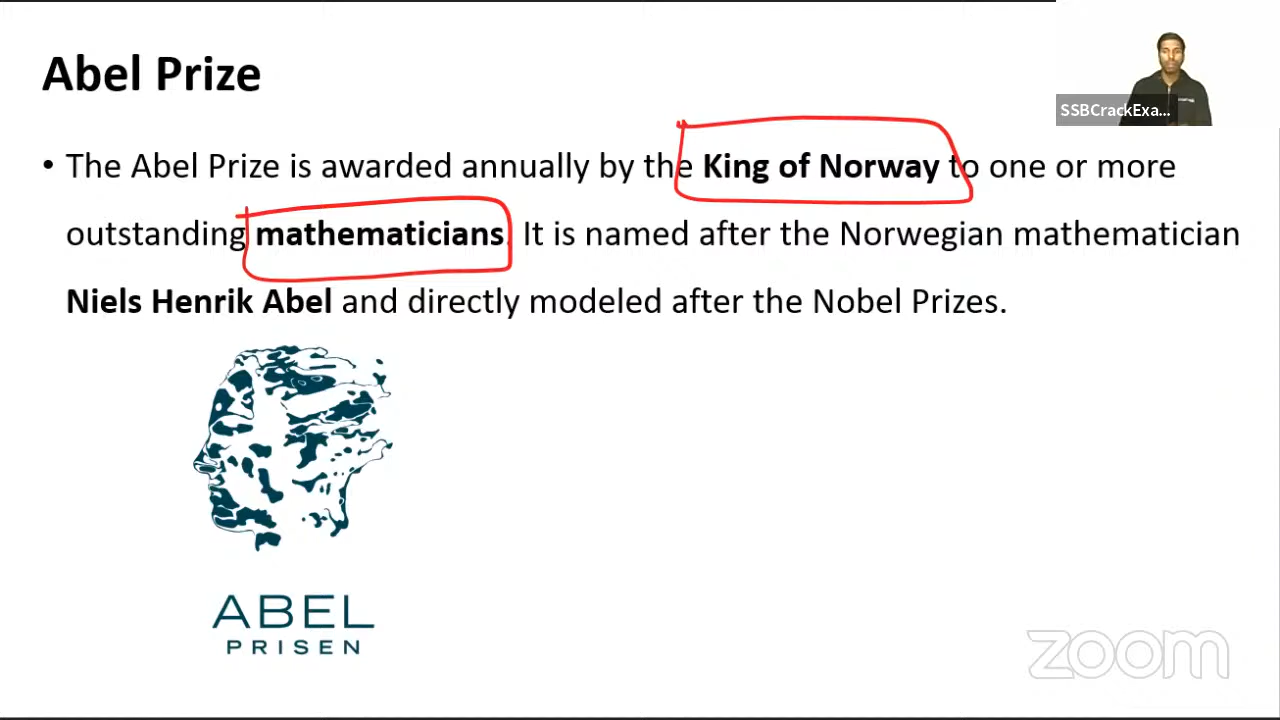 Abel Prize
SSBCrackExa...
• The Abel Prize is awarded annually by the King of Norway to one or more
outstanding mathematicians. It is named after the Norwegian mathematician
Niels Henrik Abel and directly modeled after the Nobel Prizes.
ABEL
PRISEN
zoom